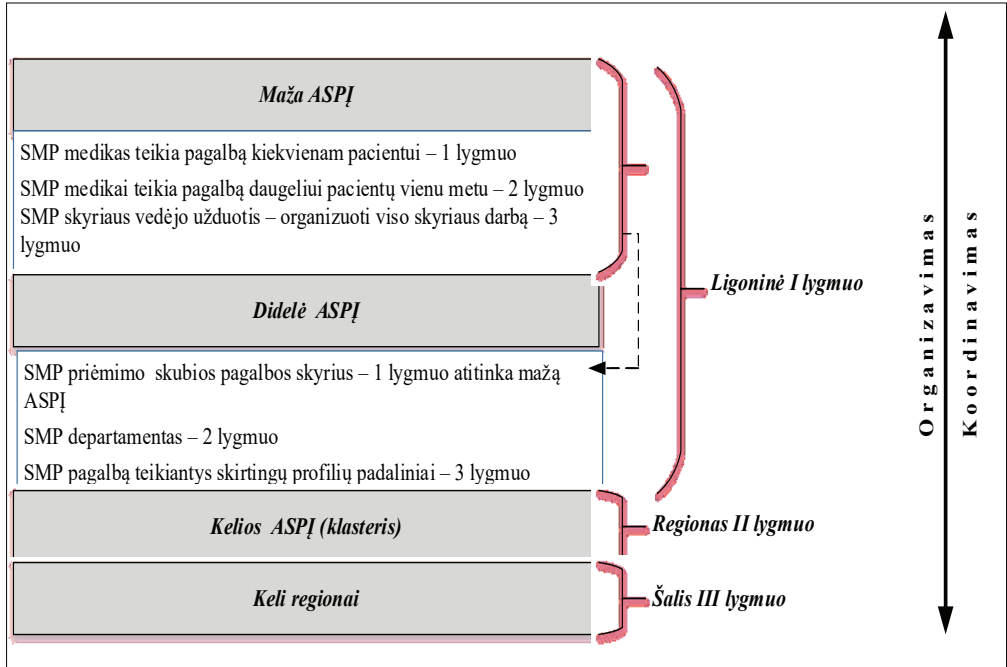 Maža ASPĮ
SMP medikas teikia pagalbą kiekvienam pacientui – 1 lygmuo
SMP medikai teikia pagalbą daugeliui pacientų vienu metu – 2 lygmuo
SMP skyriaus vedėjo užduotis – organizuoti viso skyriaus darbą – 3
lygmuo
Didelė ASPĮ
SMP priėmimo skubios pagalbos skyrius – 1 lygmuo atitinka mažą
ASPĮ
SMP departamentas – 2 lygmuo
SMP pagalbą teikiantys skirtingų profilių padaliniai – 3 lygmuo
Kelios ASPĮ (klasteris)
Keli regionai
Ligoninė I lygmuo
Regionas II lygmuo
Šalis III lygmuo
Organizavimas
Koordinavimas